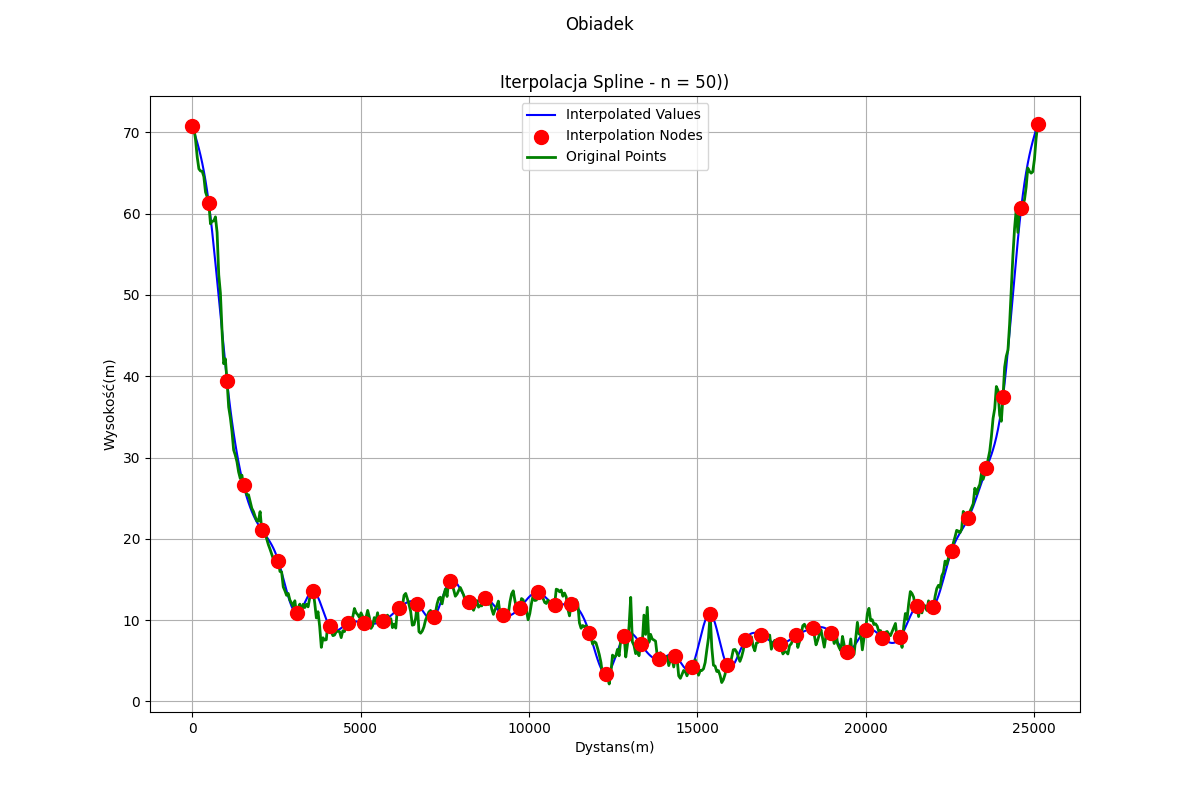 Obiadek
Iterpolacja Spline - n = 50))
Interpolated Values
Interpolation Nodes
Original Points
Wysokość(m)
70
60
50
40
30
20
10
0
0 5000 10000 15000 20000 25000
Dystans(m)